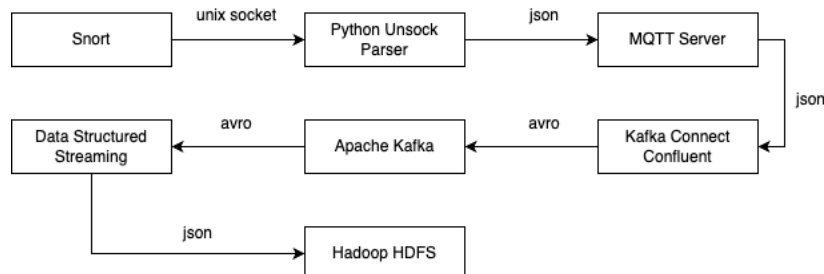 unix socket
json
Snort
Python Unsock
Parser
MQTT Server
json
avro
avro
Data Structured
Streaming
Apache Kafka
Kafka Connect
Confluent
json
Hadoop HDFS